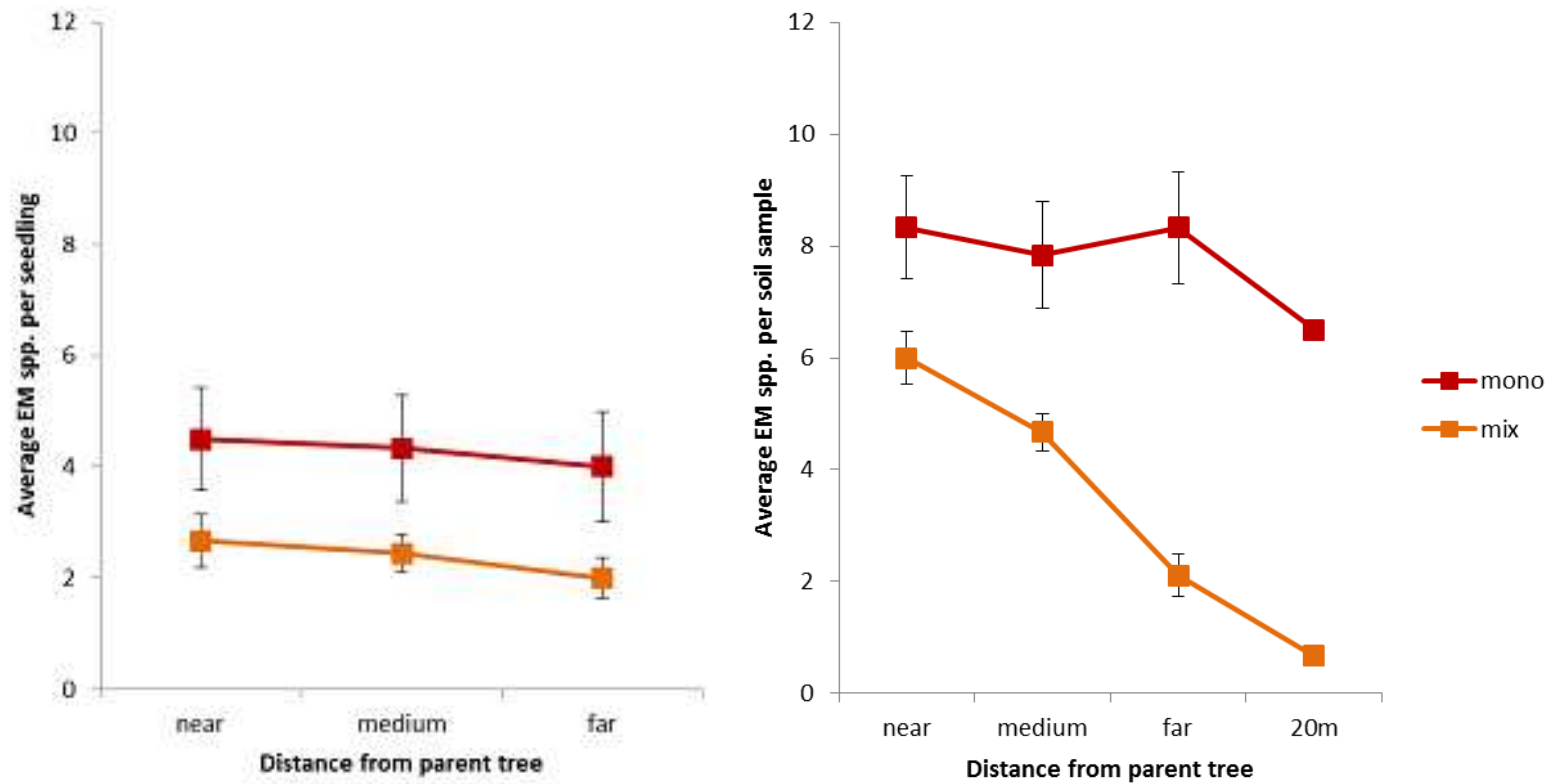 Average EM spp. per seedling
12
10
8
6
4
2
0
near medium far
Distance from parent tree
Average EM spp. per soil sample
12
10
8
6
4
2
0
near medium far 20m
Distance from parent tree
mono
mix